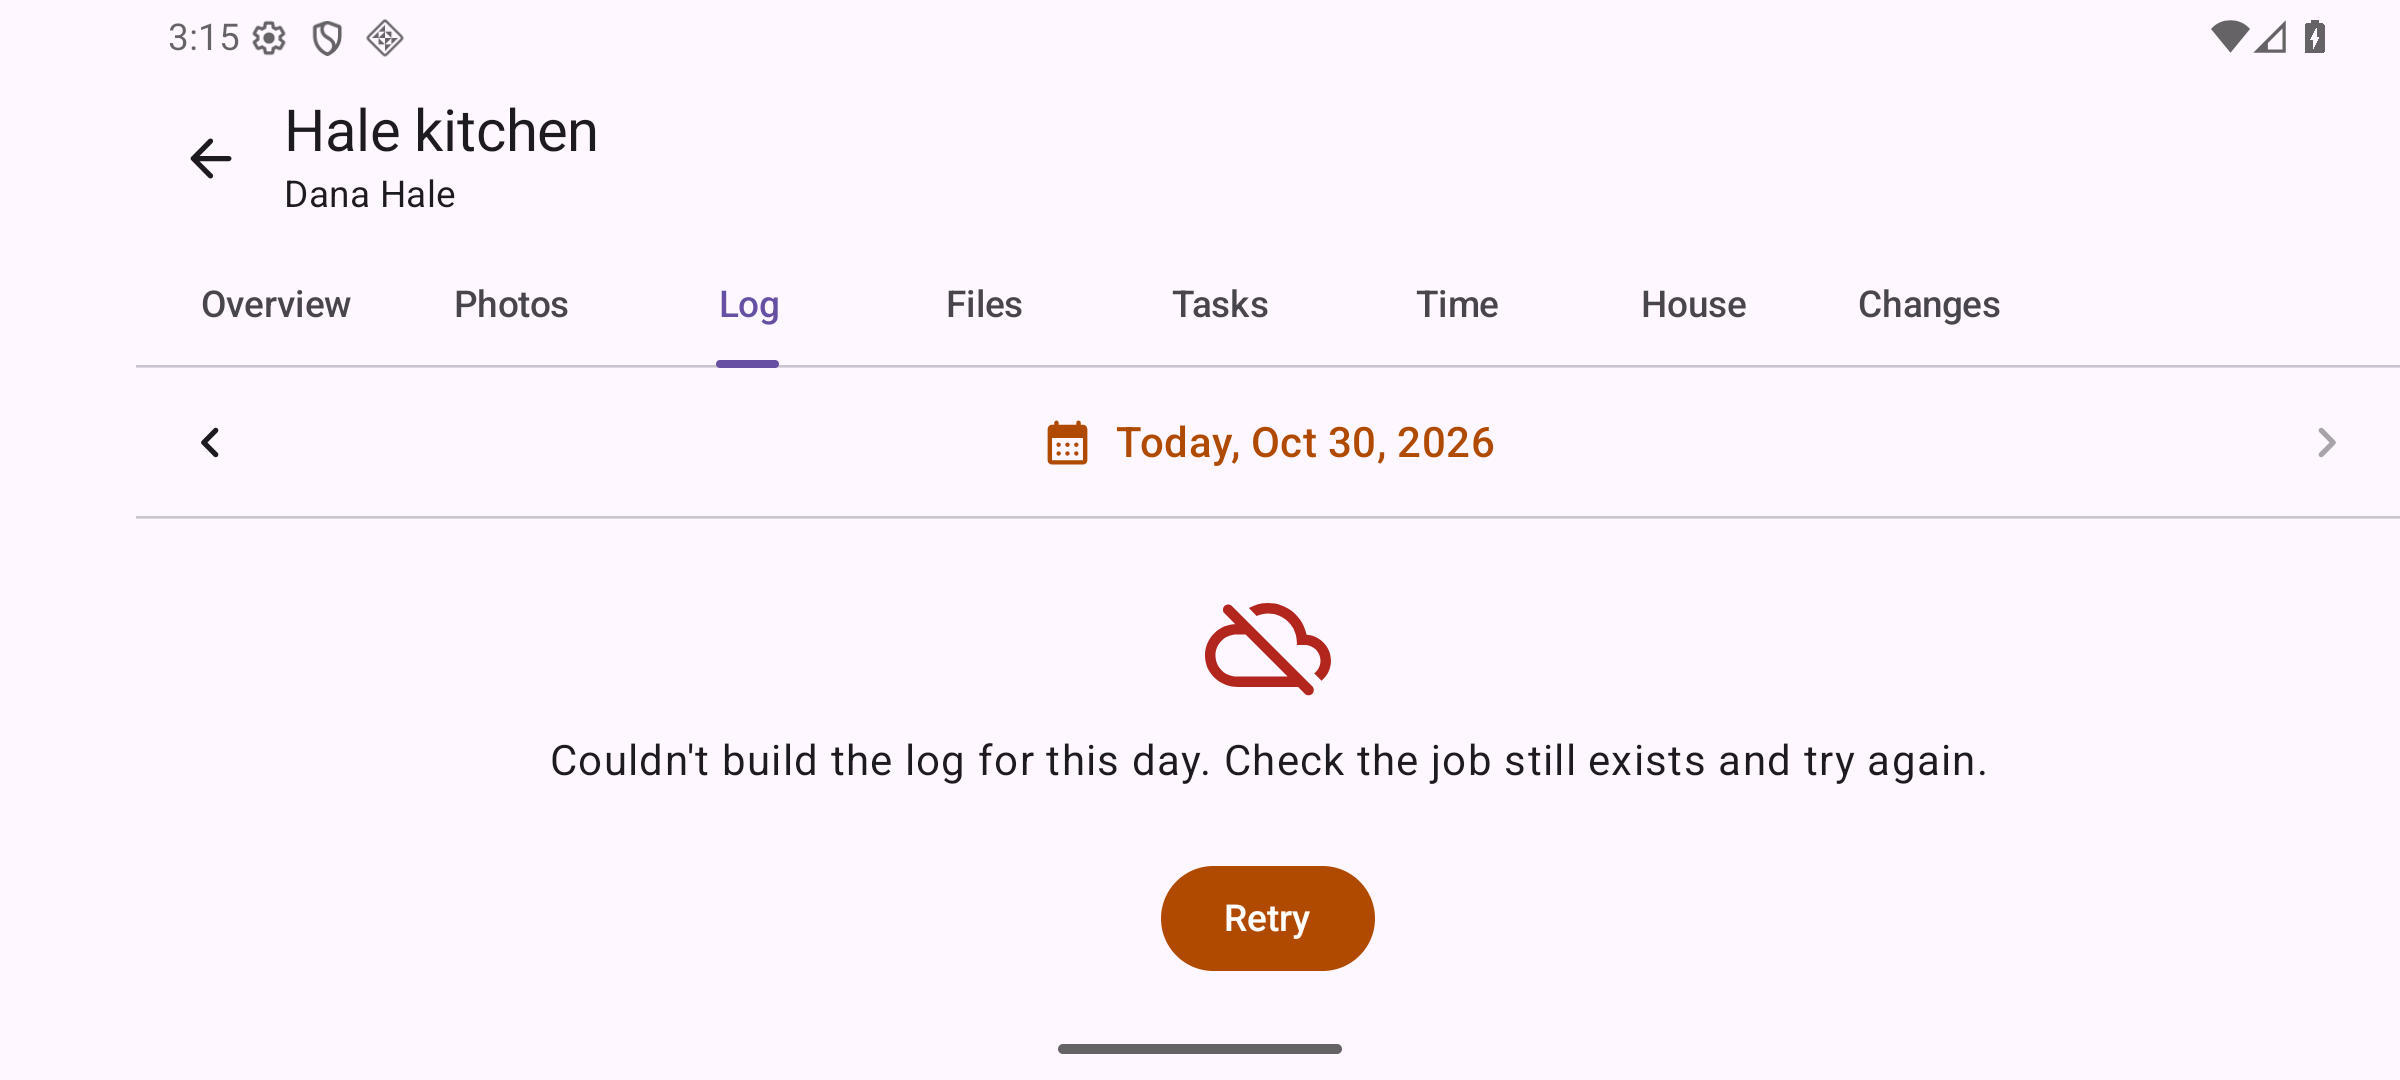 3:15
Hale kitchen
Dana Hale
Overview Photos Log Files Tasks Time House Changes
Today, Oct 30, 2026
Couldn't build the log for this day. Check the job still exists and try again.
Retry